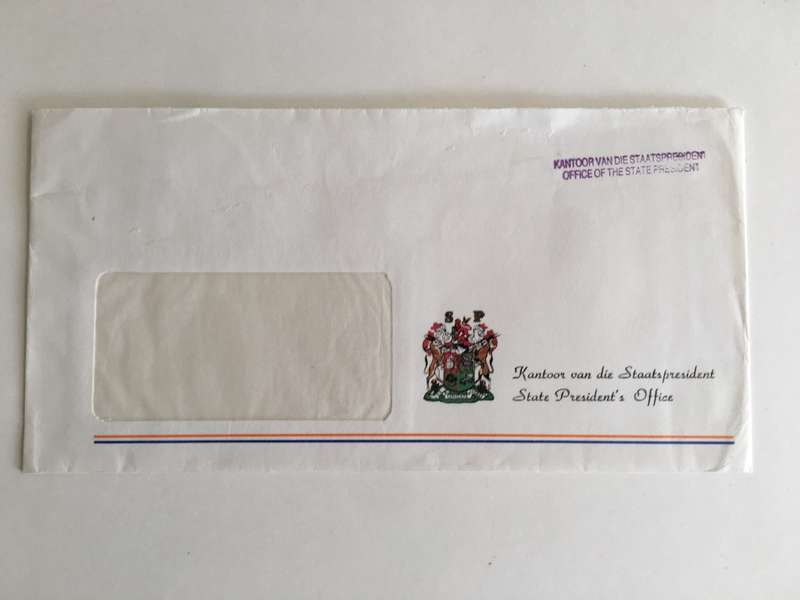 KANTOOR VAN DIE STAATSPRESIDENT
OFFICE OF THE STATE PRESIDENT
S P
Kantoor van die Staatspresident
State President's Office